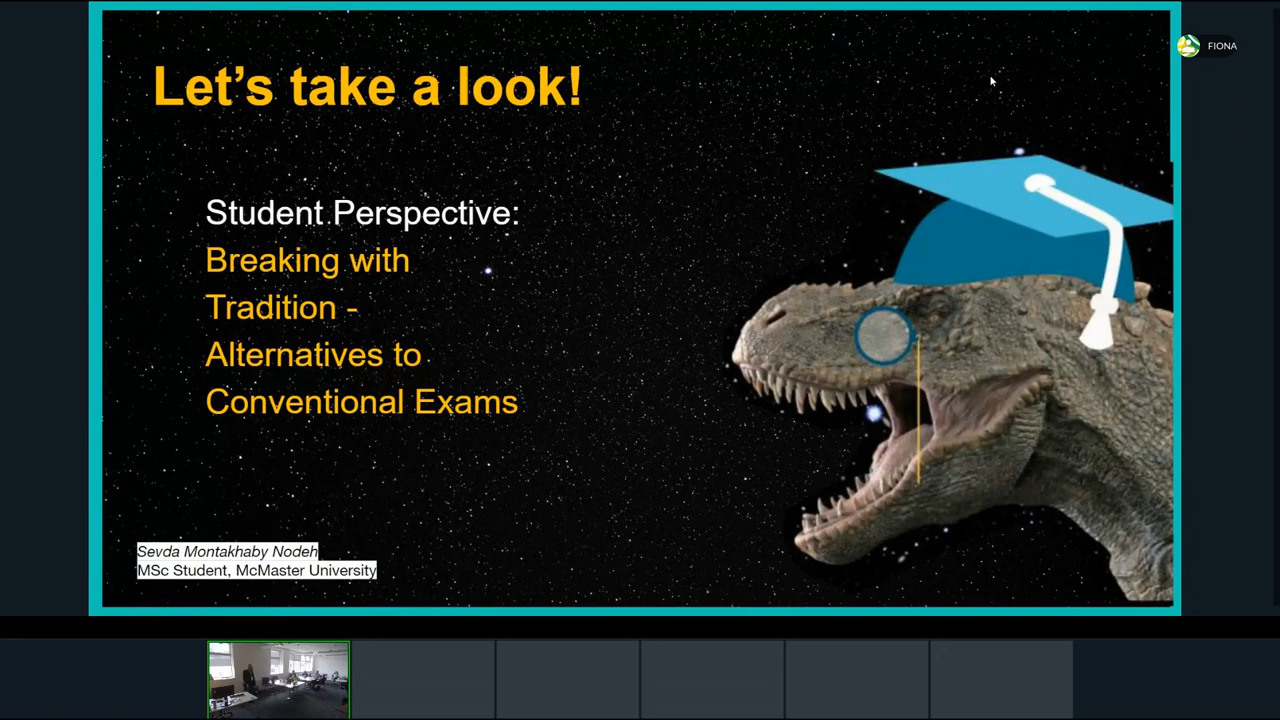 Let's take a look!
FIONA
Student Perspective:
Breaking with
Tradition -
Alternatives to
Conventional Exams
Sevda Montakhaby Nodeh
MSc Student, McMaster University